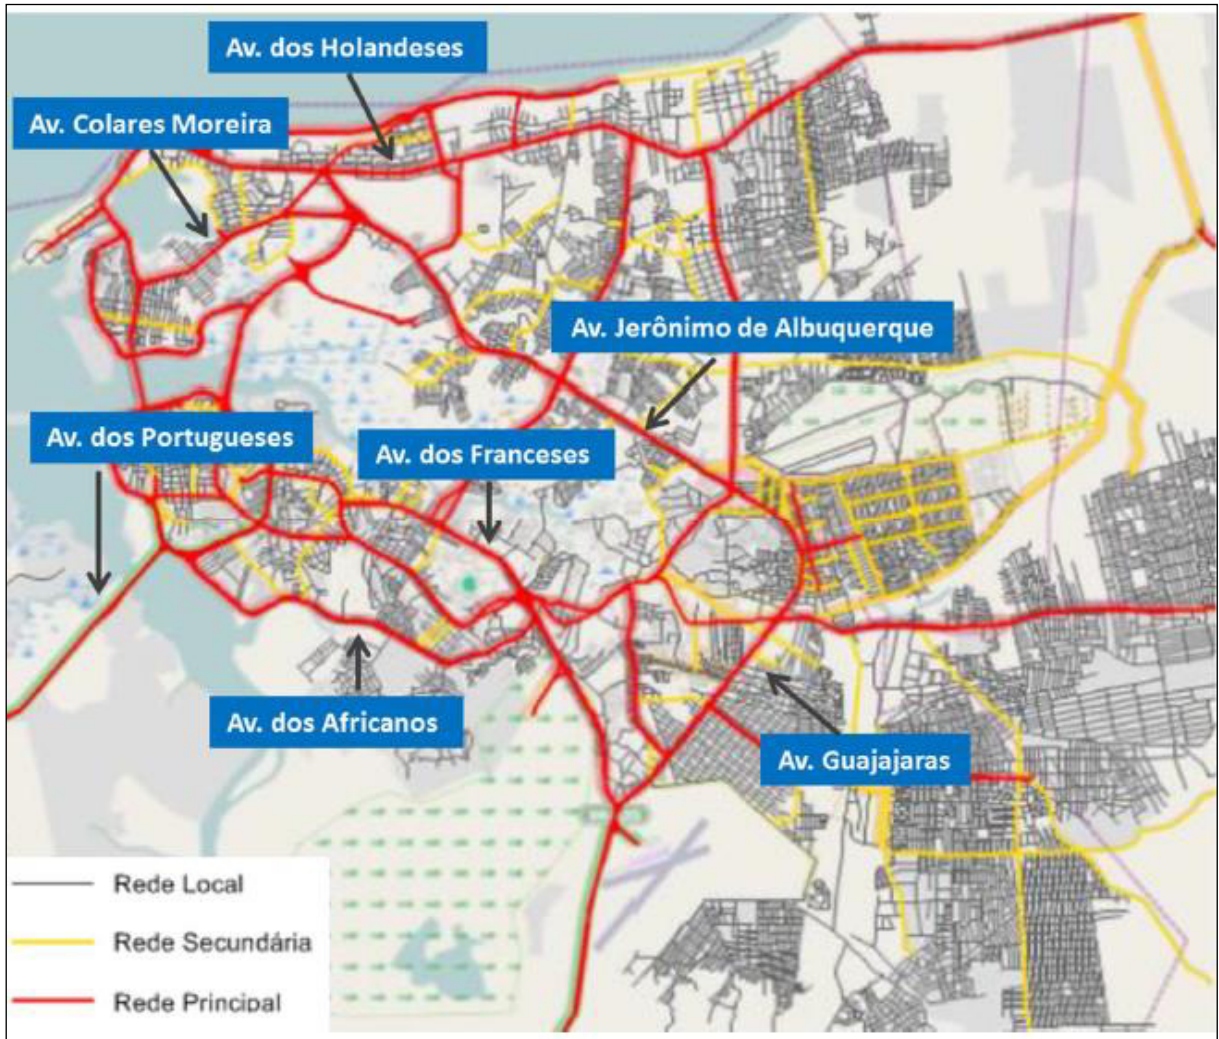 Av. dos Holandeses
Av. Colares Moreira
Av. Jerônimo de Albuquerque
Av. dos Portugueses
Av. dos Franceses
Av. dos Africanos
Av. Guajajaras
Rede Local
Rede Secundária
Rede Principal